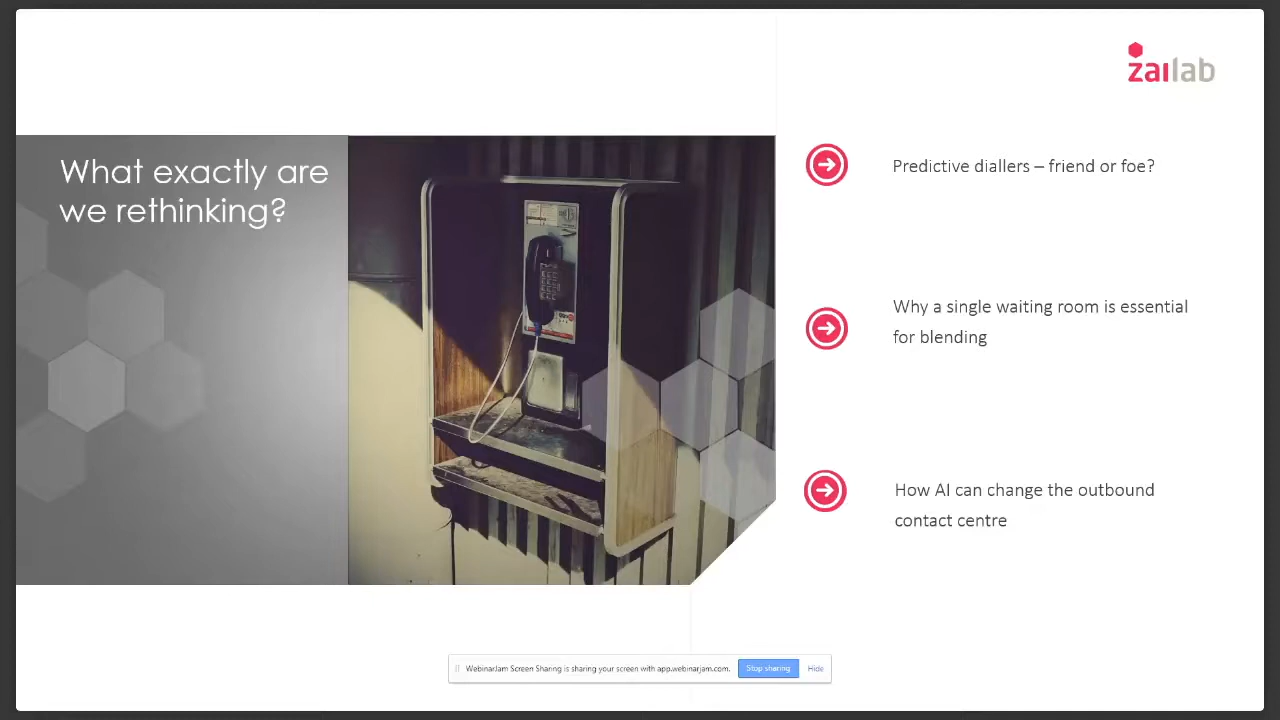 zailab
What exactly are
we rethinking?
Predictive diallers – friend or foe?
Why a single waiting room is essential
for blending
How AI can change the outbound
contact centre
WebinarJam Screen Sharing is sharing your screen with app.webinarjam.com.
Stop sharing
Hide